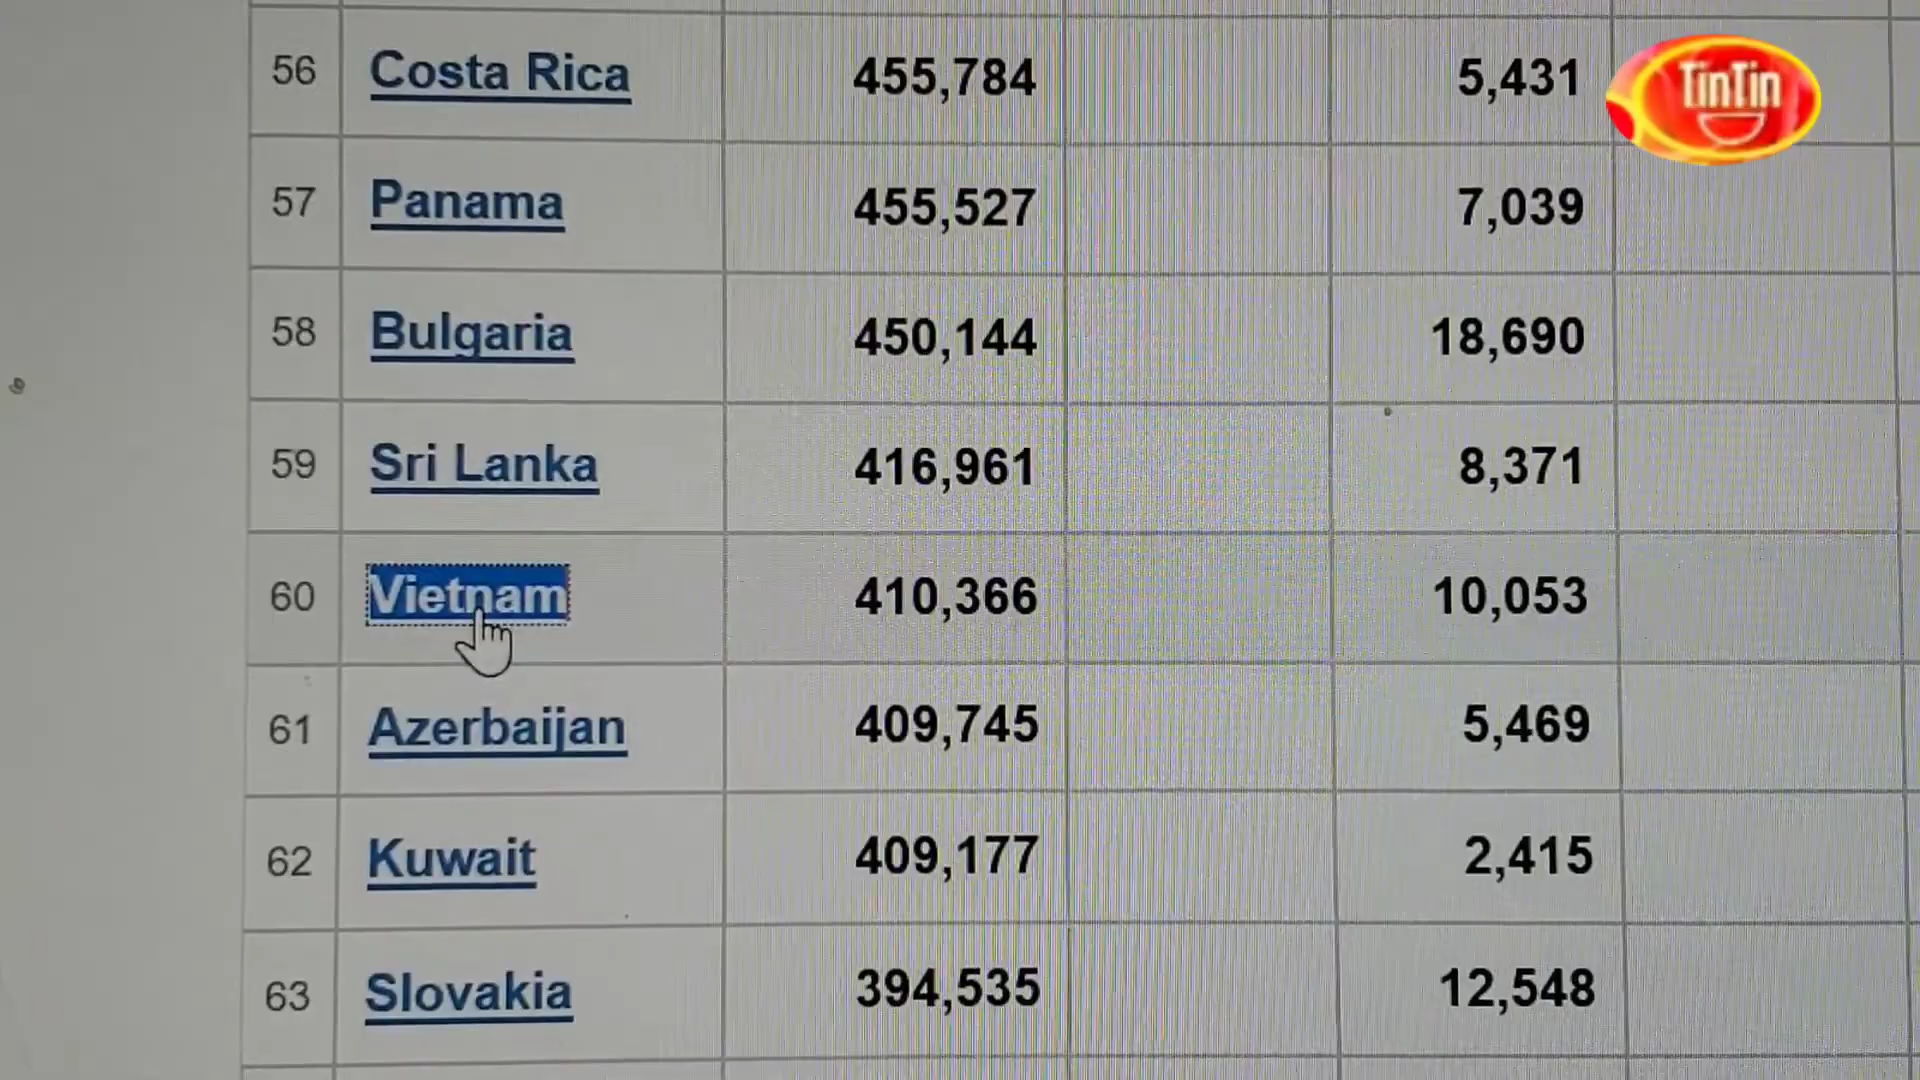 56 Costa Rica 455,784 5,431
TinTin
57 Panama 455,527 7,039
58 Bulgaria 450,144 18,690
59 Sri Lanka 416,961 8,371
60 Vietnam 410,366 10,053
61 Azerbaijan 409,745 5,469
62 Kuwait 409,177 2,415
63 Slovakia 394,535 12,548